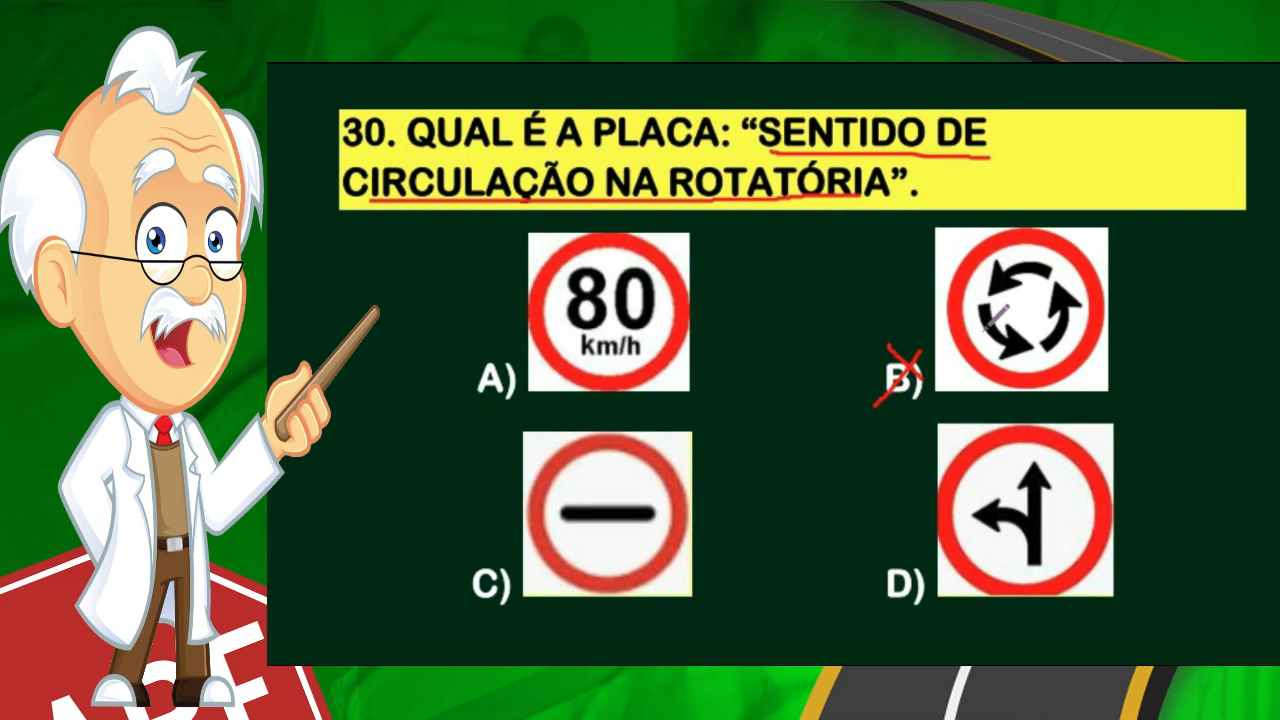 30. QUAL É A PLACA: “SENTIDO DE
CIRCULAÇÃO NA ROTATÓRIA”.
80
km/h
A)
B)
C)
D)